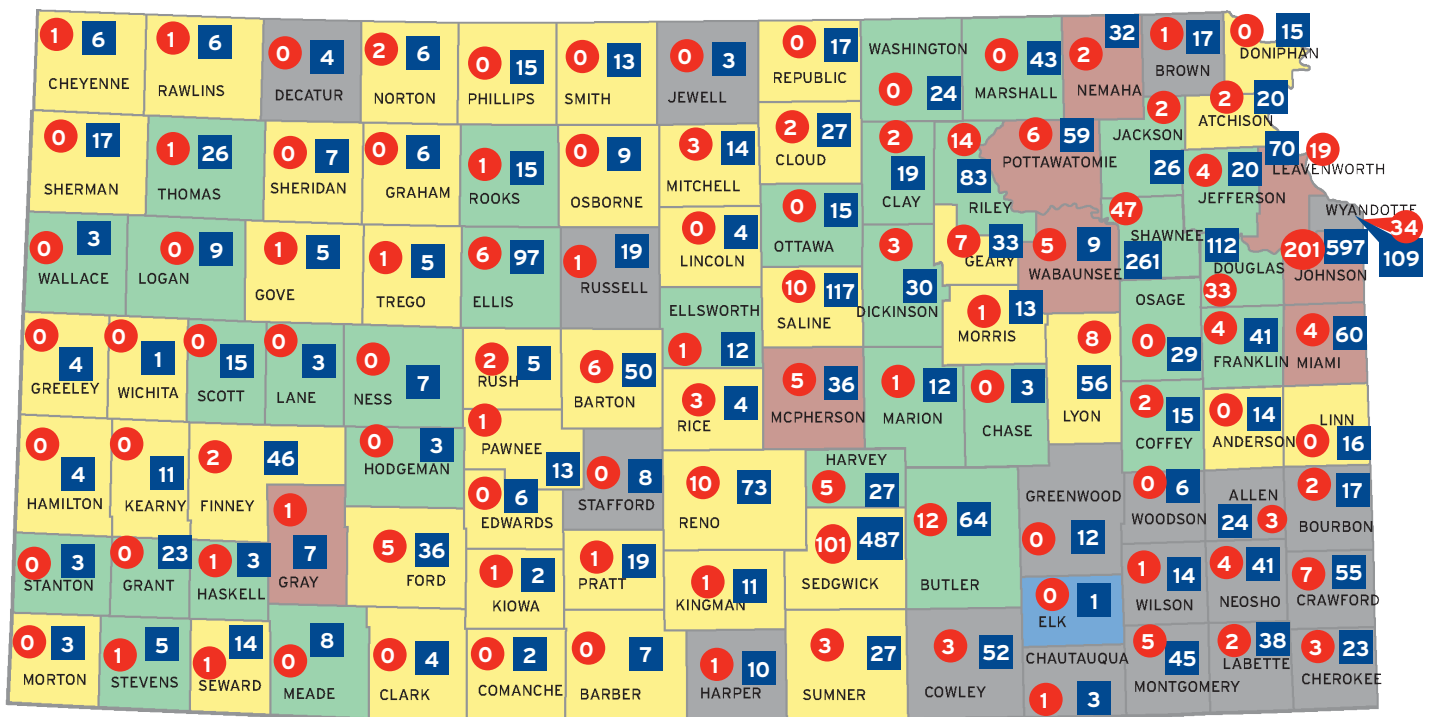 1 6 CHEYENNE
1 6 RAWLINS
0 4 DECATUR
2 6 NORTON
0 15 PHILLIPS
0 13 SMITH
0 3 JEWELL
0 17 REPUBLIC
WASHINGTON 0 24
0 43 MARSHALL
2 32 NEMAHA
1 17 BROWN
0 15 DONIPHAN
0 17 SHERMAN
1 26 THOMAS
0 7 SHERIDAN
0 6 GRAHAM
1 15 ROOKS
0 9 OSBORNE
3 14 MITCHELL
2 27 CLOUD
2 19 CLAY
14 83 RILEY
6 59 POTTAWATOMIE
2 JACKSON 26
2 20 ATCHISON
4 20 JEFFERSON
70 19 LEAVENWORTH
WYANDOTTE 34 109
0 3 WALLACE
0 9 LOGAN
1 5 GOVE
1 5 TREGO
6 97 ELLIS
1 19 RUSSELL
0 4 LINCOLN
0 15 OTTAWA
3 30 DICKINSON
7 33 GEARY
5 9 WABAUNSEE
47 SHAWNEE 261
112 DOUGLAS 33
201 597 JOHNSON
ELLSWORTH 1 12
10 117 SALINE
1 13 MORRIS
OSAGE 0 29
4 41 FRANKLIN
4 60 MIAMI
0 4 GREELEY
0 1 WICHITA
0 15 SCOTT
0 3 LANE
0 7 NESS
2 5 RUSH
6 50 BARTON
3 4 RICE
5 36 MCPHERSON
1 12 MARION
0 3 CHASE
8 56 LYON
2 15 COFFEY
0 14 ANDERSON
LINN 0 16
0 4 HAMILTON
0 11 KEARNY
2 46 FINNEY
0 3 HODGEMAN
1 PAWNEE 13
0 6 EDWARDS
0 8 STAFFORD
10 73 RENO
HARVEY 5 27
12 64 BUTLER
GREENWOOD 0 12
0 6 WOODSON
ALLEN 24 3
2 17 BOURBON
0 3 STANTON
0 23 GRANT
1 3 HASKELL
1 7 GRAY
5 36 FORD
1 2 KIOWA
1 19 PRATT
1 11 KINGMAN
101 487 SEDGWICK
0 1 ELK
1 14 WILSON
4 41 NEOSHO
7 55 CRAWFORD
0 3 MORTON
1 5 STEVENS
1 14 SEWARD
0 8 MEADE
0 4 CLARK
0 2 COMANCHE
0 7 BARBER
1 10 HARPER
3 27 SUMNER
3 52 COWLEY
CHAUTAUQUA 1 3
5 45 MONTGOMERY
2 38 LABETTE
3 23 CHEROKEE